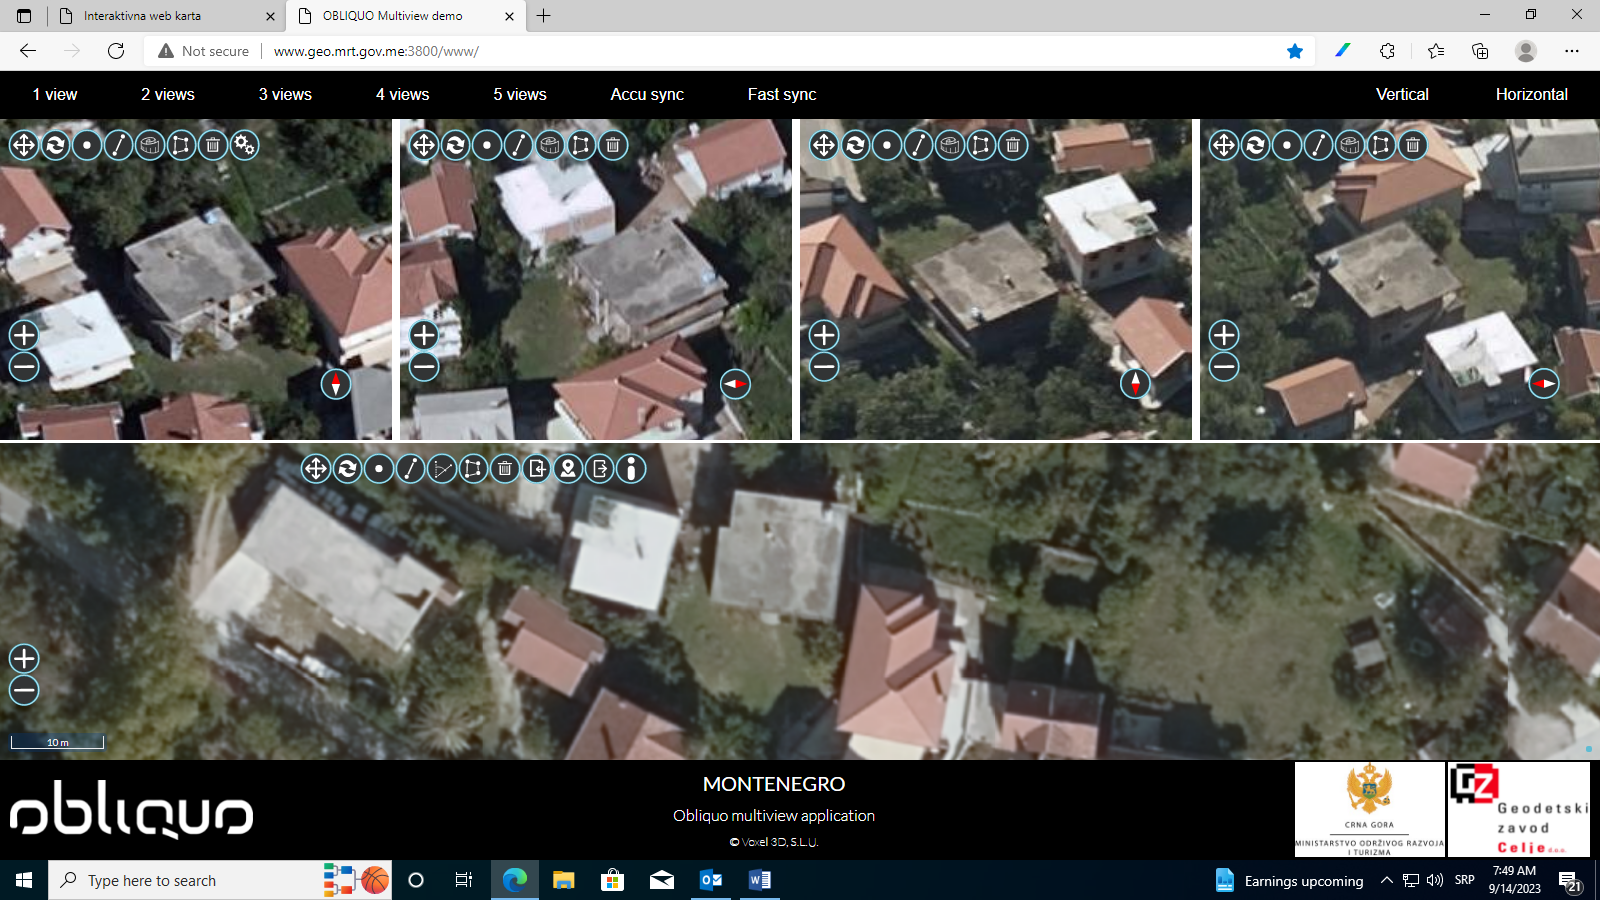 Interaktivna web karta
OBLIQUO Multiview demo
Not secure
www.geo.mrt.gov.me:3800/www/
1 view
2 views
3 views
4 views
5 views
Accu sync
Fast sync
Vertical
Horizontal
10 m
obliquo
MONTENEGRO
Obliquo multiview application
© Voxel 3D, S.L.U.
CRNA GORA
MINISTARSTVO ODRŽIVOG RAZVOJA
I TURIZMA
GZ
Geodetski
zavod
Celje d.o.o.
Type here to search
Earnings upcoming
SRP
7:49 AM
9/14/2023
21